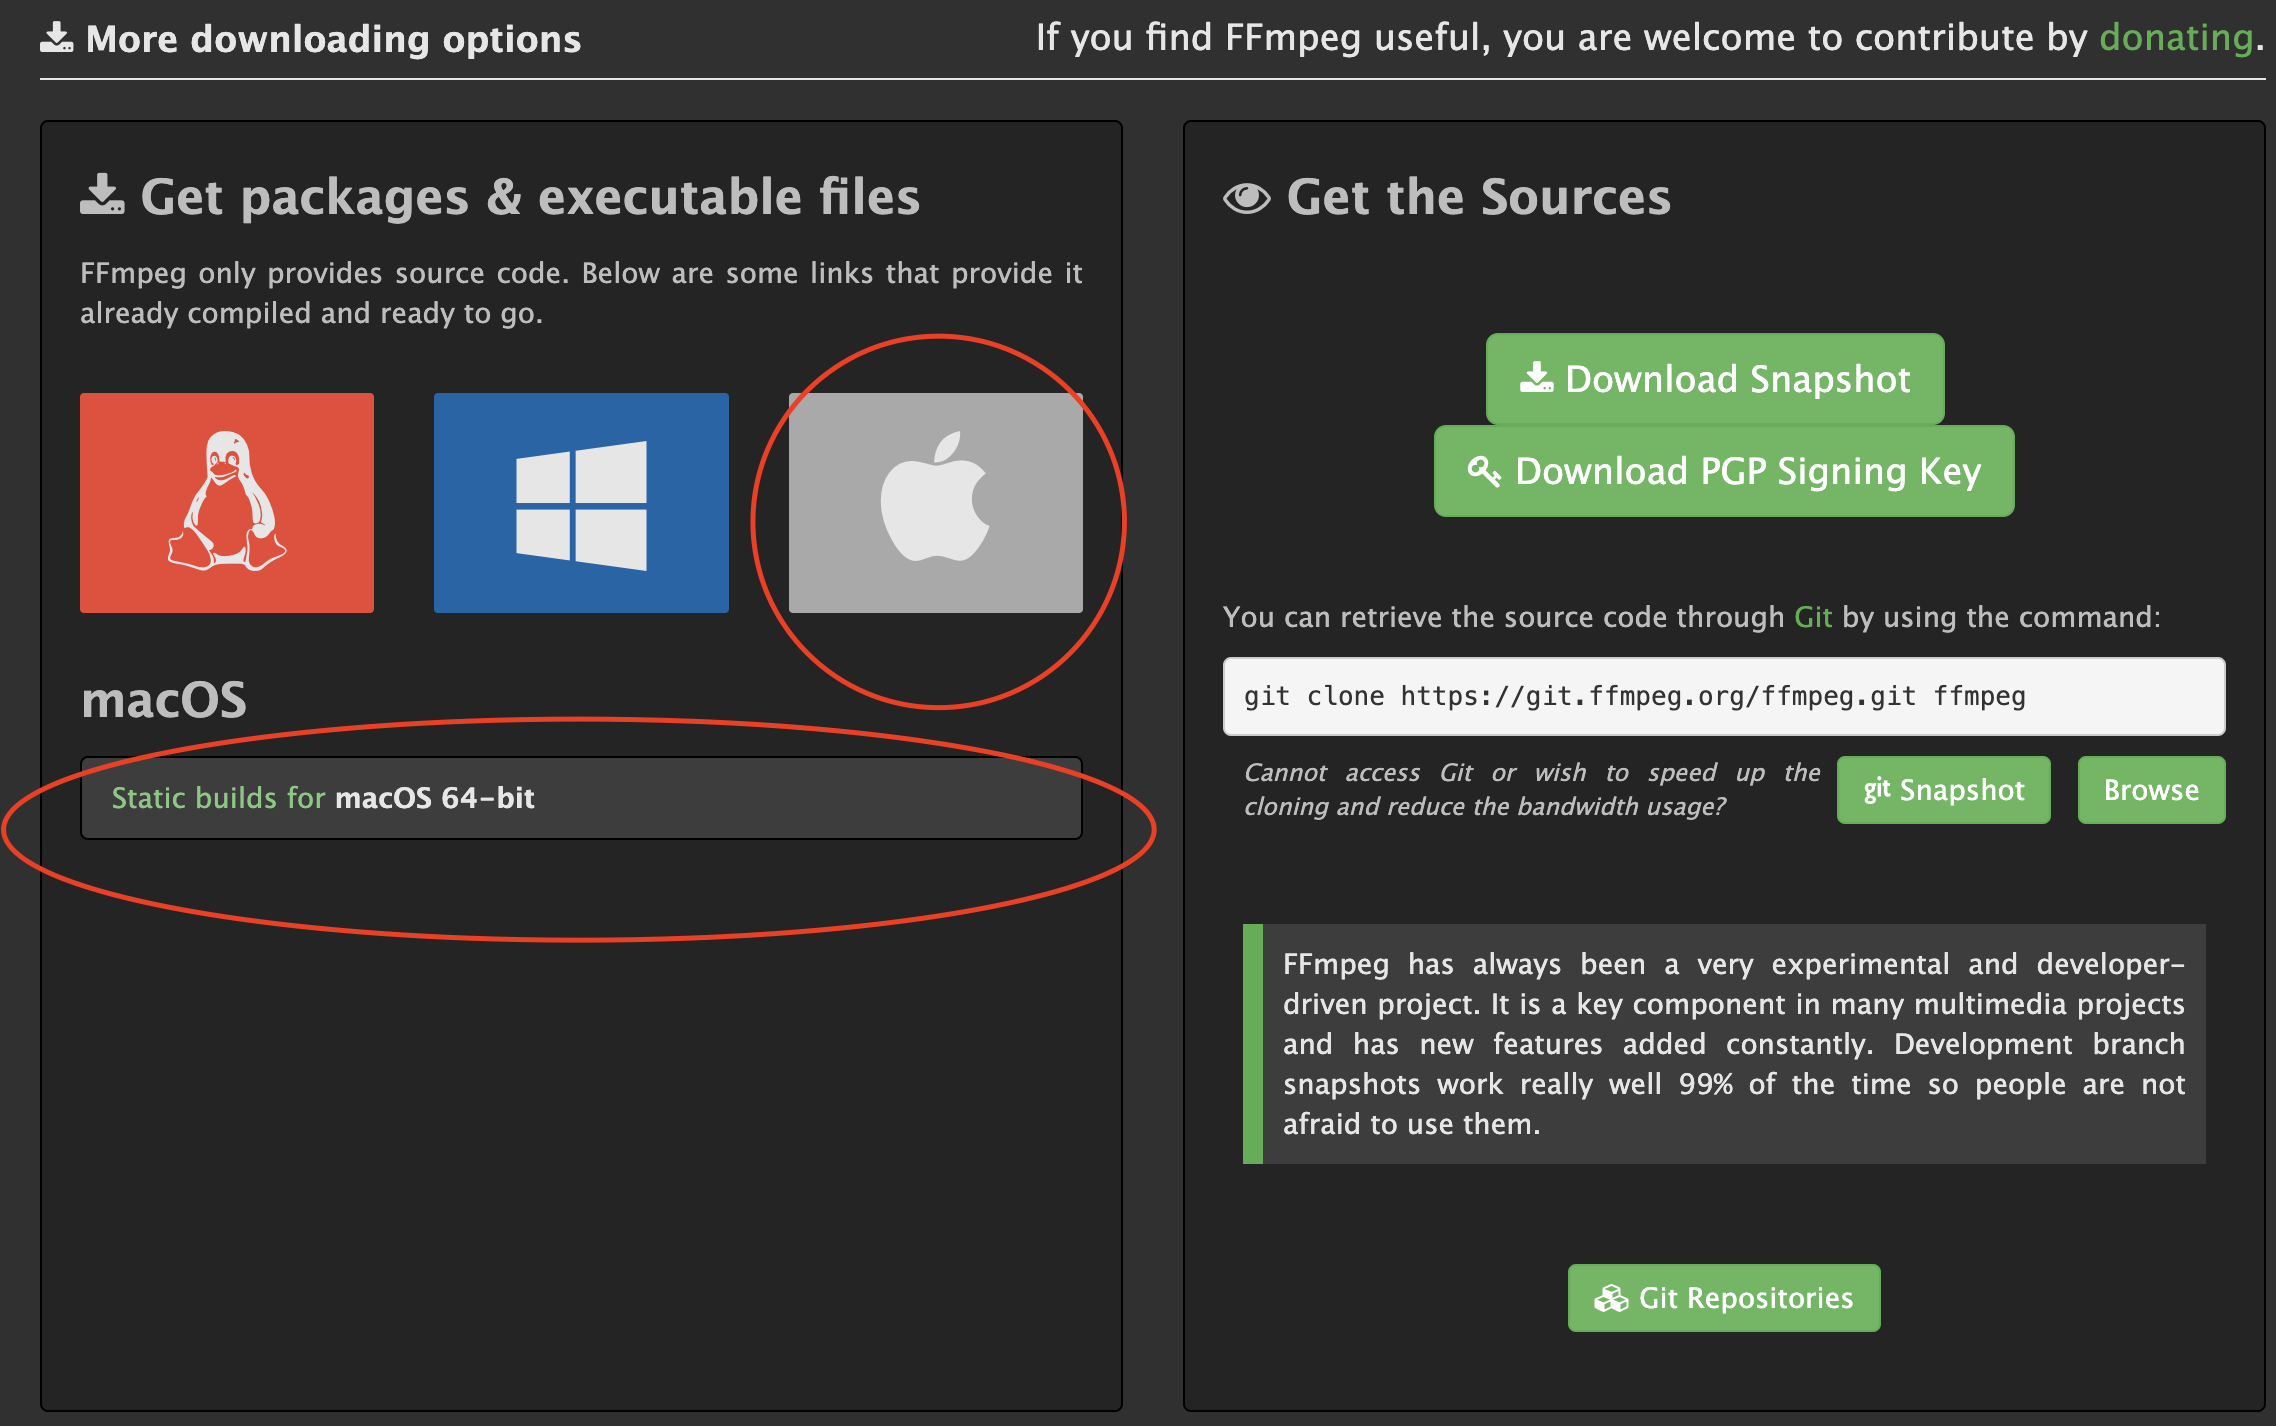 More downloading options
If you find FFmpeg useful, you are welcome to contribute by donating.
Get packages & executable files
FFmpeg only provides source code. Below are some links that provide it
already compiled and ready to go.
macOS
Static builds for macOS 64-bit
Get the Sources
Download Snapshot
Download PGP Signing Key
You can retrieve the source code through Git by using the command:
git clone https://git.ffmpeg.org/ffmpeg.git ffmpeg
Cannot access Git or wish to speed up the
cloning and reduce the bandwidth usage?
git Snapshot
Browse
FFmpeg has always been a very experimental and developer-
driven project. It is a key component in many multimedia projects
and has new features added constantly. Development branch
snapshots work really well 99% of the time so people are not
afraid to use them.
Git Repositories